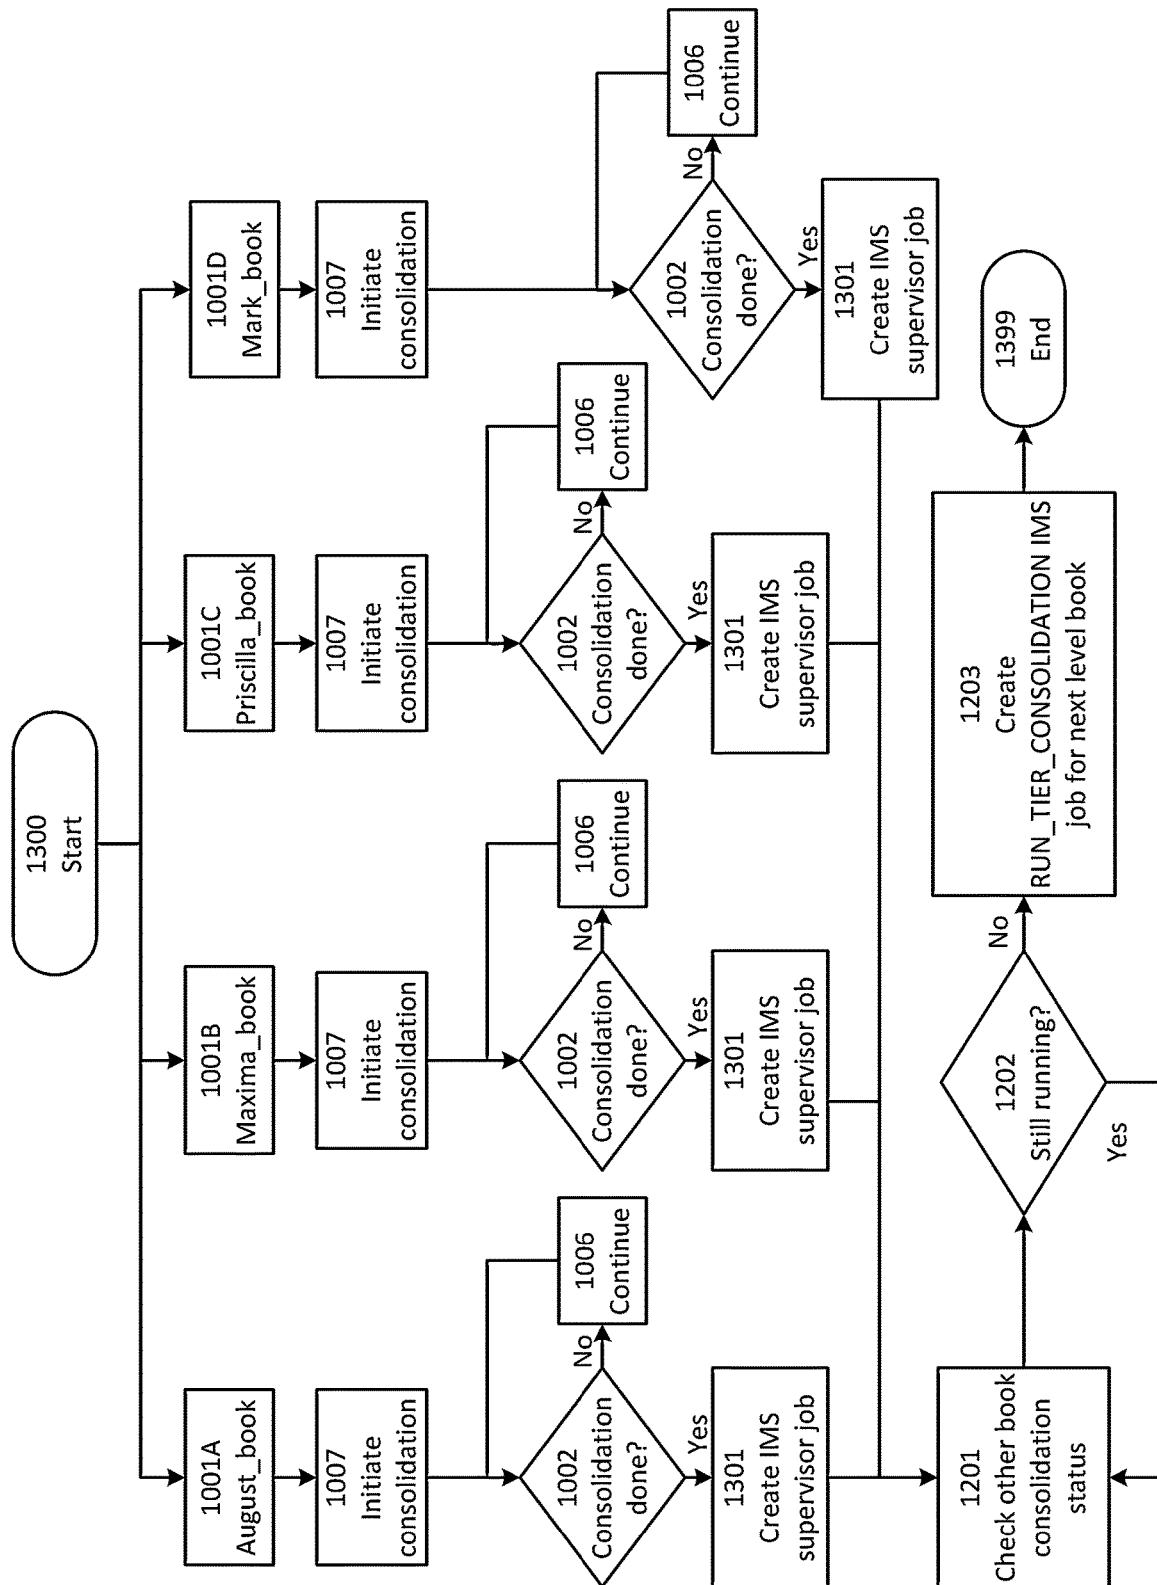 1300
Start
1001A
August_book
1001B
Maxima_book
1001C
Priscilla_book
1001D
Mark_book
1007
Initiate
consolidation
1007
Initiate
consolidation
1007
Initiate
consolidation
1007
Initiate
consolidation
1002
Consolidation
done?
No
1006
Continue
Yes
1002
Consolidation
done?
No
1006
Continue
Yes
1002
Consolidation
done?
No
1006
Continue
Yes
1002
Consolidation
done?
No
1006
Continue
Yes
1301
Create IMS
supervisor job
1301
Create IMS
supervisor job
1301
Create IMS
supervisor job
1301
Create IMS
supervisor job
1201
Check other book
consolidation
status
1202
Still running?
Yes
No
1203
Create
RUN_TIER_CONSOLIDATION IMS
job for next level book
1399
End